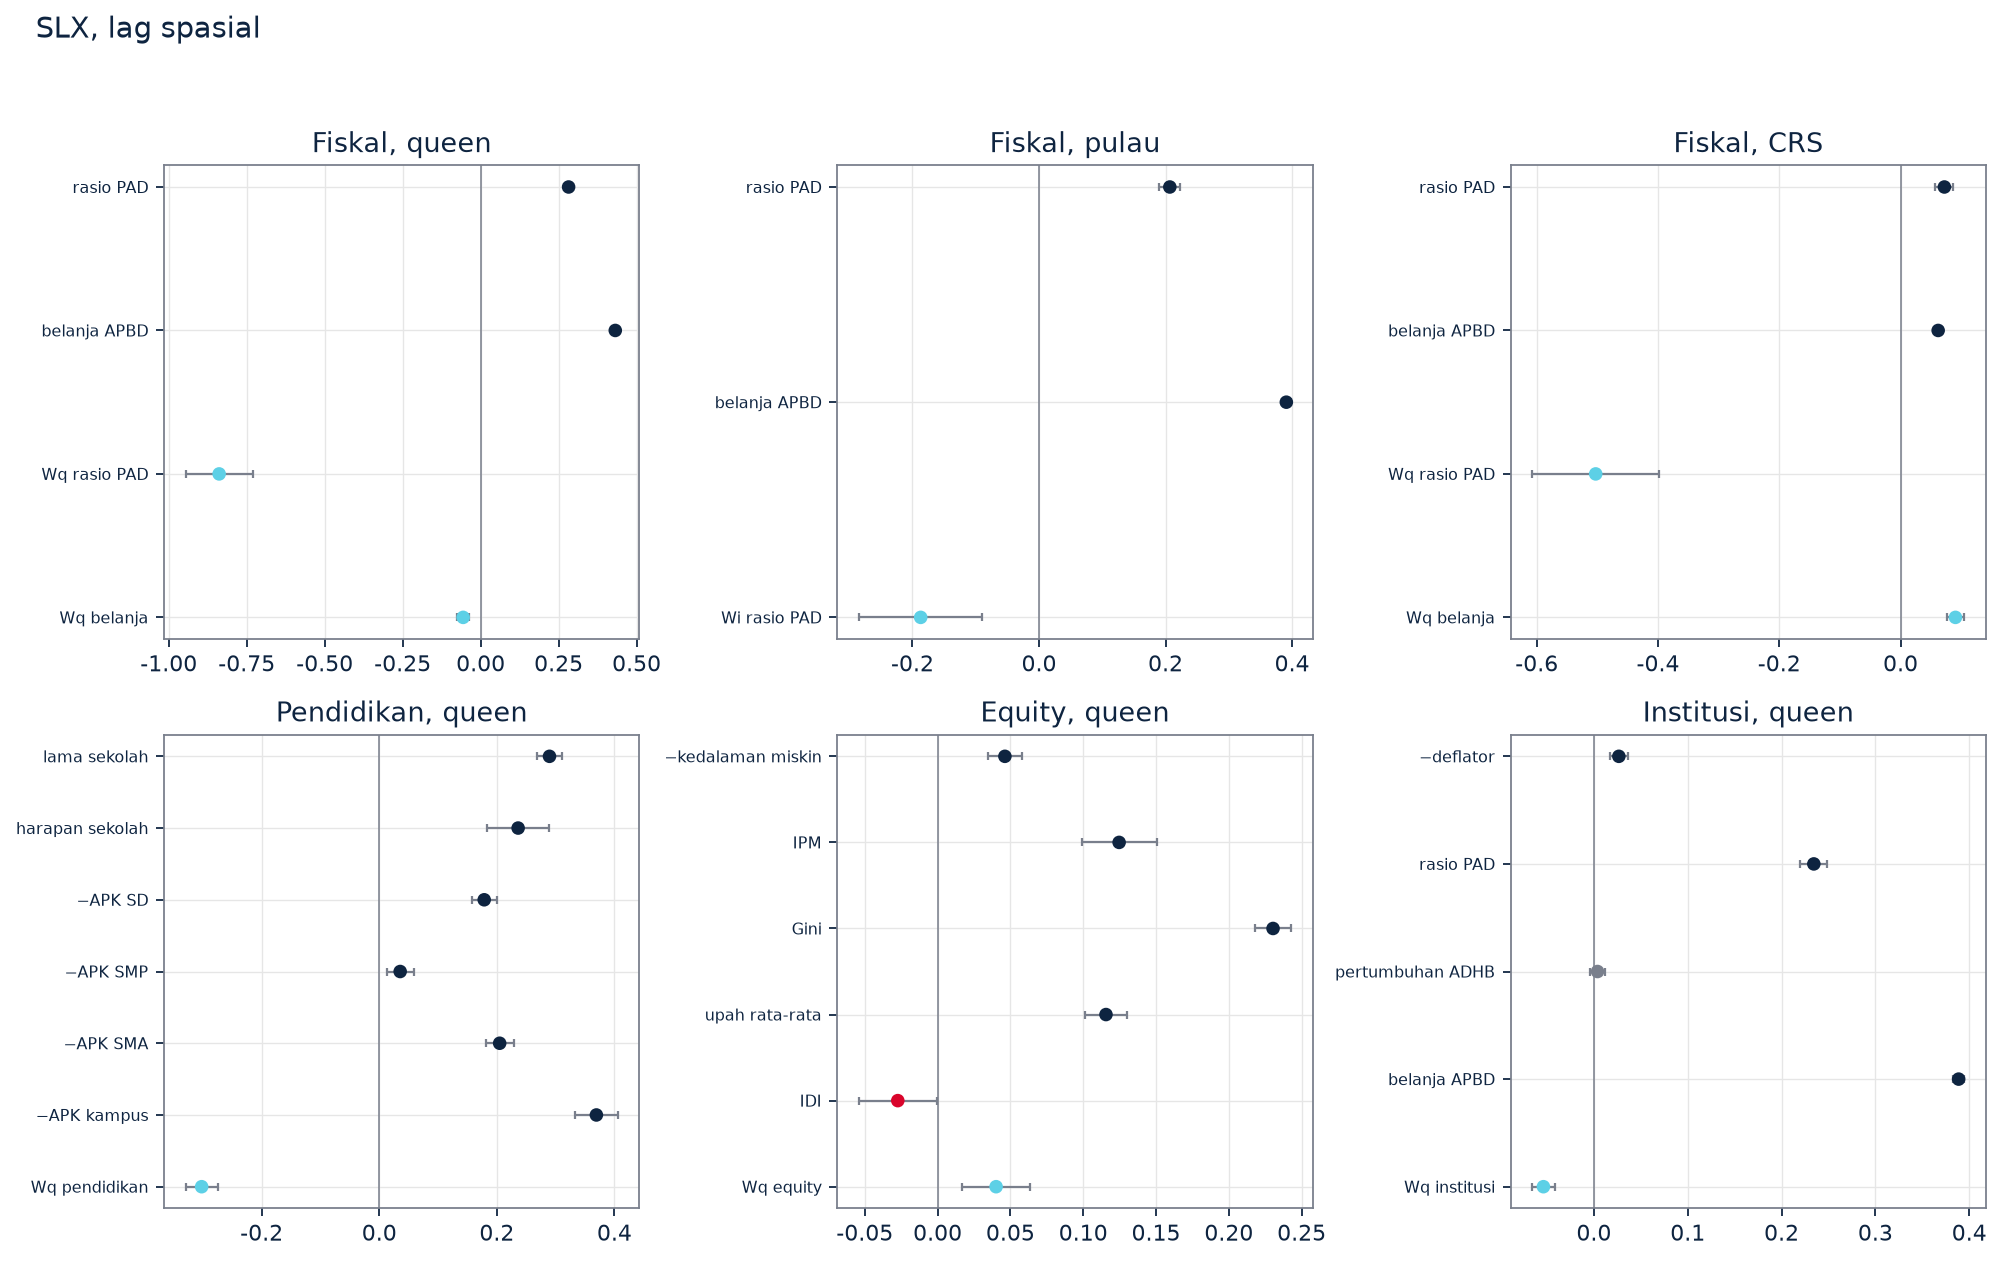 SLX, lag spasial
Fiskal, queen
rasio PAD
belanja APBD
Wq rasio PAD
Wq belanja
-1.00 -0.75 -0.50 -0.25 0.00 0.25 0.50
Fiskal, pulau
rasio PAD
belanja APBD
Wi rasio PAD
-0.2 0.0 0.2 0.4
Fiskal, CRS
rasio PAD
belanja APBD
Wq rasio PAD
Wq belanja
-0.6 -0.4 -0.2 0.0
Pendidikan, queen
lama sekolah
harapan sekolah
−APK SD
−APK SMP
−APK SMA
−APK kampus
Wq pendidikan
-0.2 0.0 0.2 0.4
Equity, queen
−kedalaman miskin
IPM
Gini
upah rata-rata
IDI
Wq equity
-0.05 0.00 0.05 0.10 0.15 0.20 0.25
Institusi, queen
−deflator
rasio PAD
pertumbuhan ADHB
belanja APBD
Wq institusi
0.0 0.1 0.2 0.3 0.4